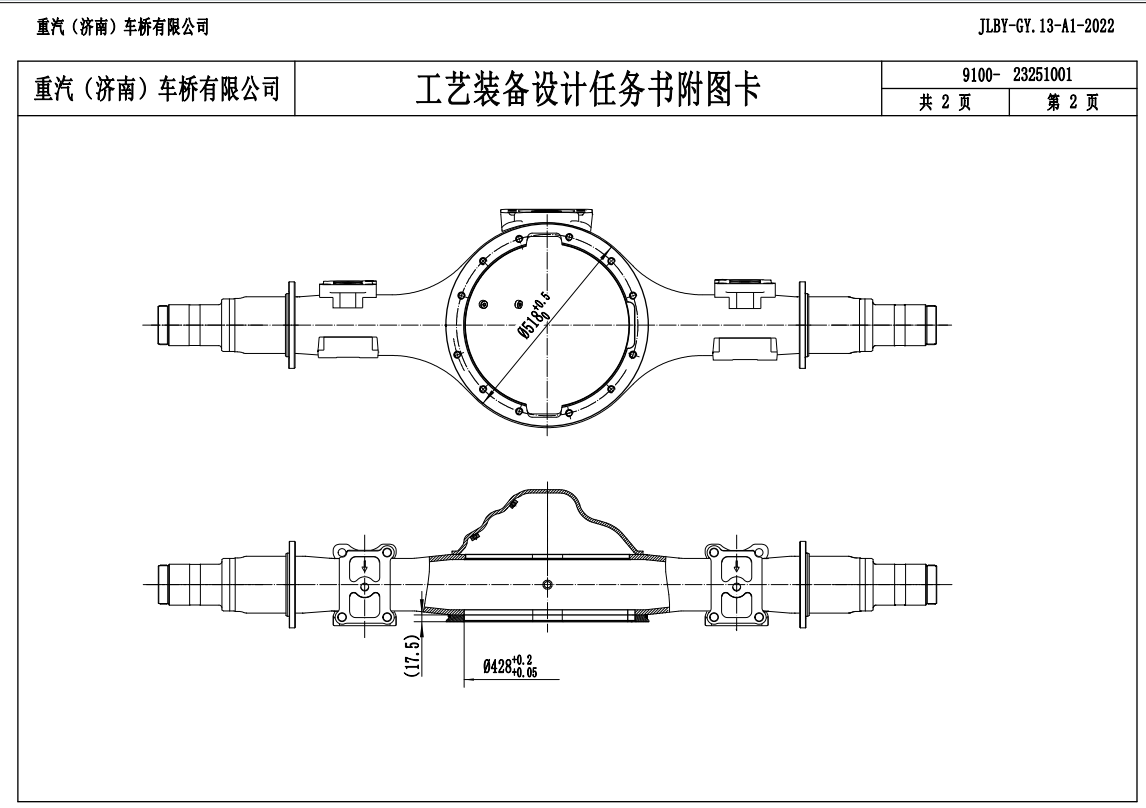 重汽（济南）车桥有限公司
JLBY-GY.13-A1-2022
重汽（济南）车桥有限公司
工艺装备设计任务书附图卡
9100- 23251001
共 2 页
第 2 页
Ø518+0.5 0
(17.5)
Ø428+0.2 +0.05